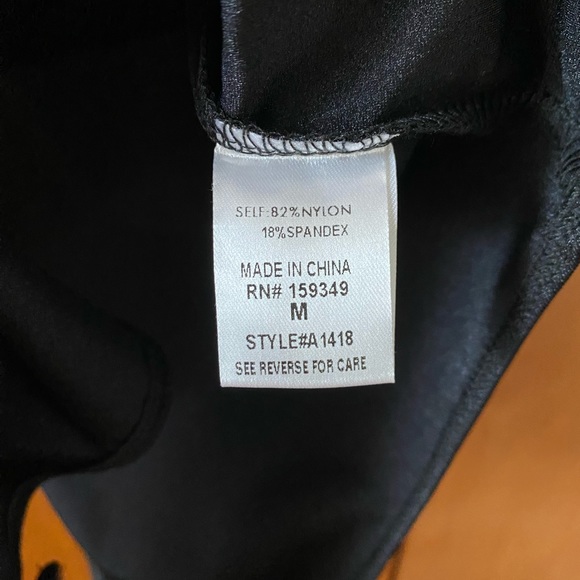 SELF:82%NYLON
18%SPANDEX
MADE IN CHINA
RN# 159349
M
STYLE#A1418
SEE REVERSE FOR CARE